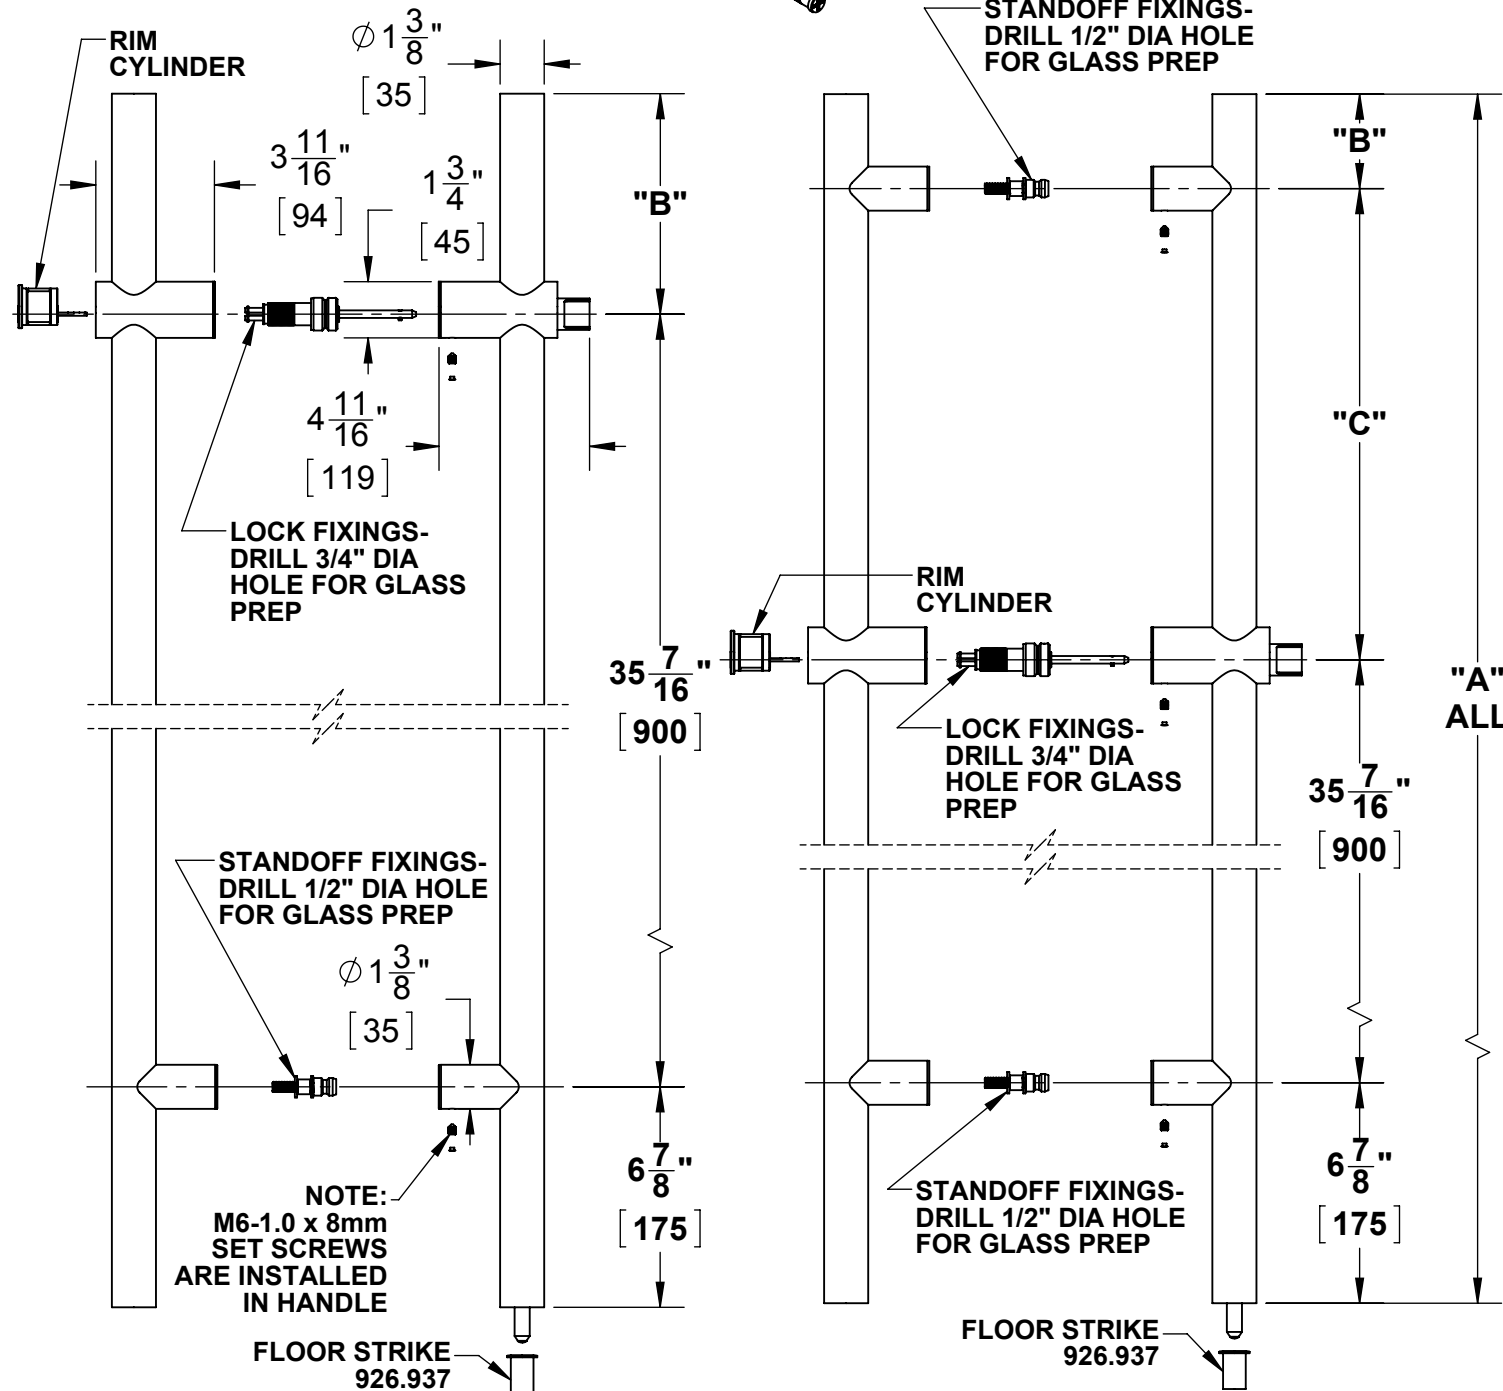 RIM
CYLINDER
∅ 1 3/8"
[35]
3 11/16"
[94]
1 3/4"
[45]
"B"
4 11/16"
[119]
LOCK FIXINGS-
DRILL 3/4" DIA
HOLE FOR GLASS
PREP
35 7/16"
[900]
STANDOFF FIXINGS-
DRILL 1/2" DIA HOLE
FOR GLASS PREP
∅ 1 3/8"
[35]
6 7/8"
[175]
NOTE:
M6-1.0 x 8mm
SET SCREWS
ARE INSTALLED
IN HANDLE
FLOOR STRIKE
926.937
STANDOFF FIXINGS-
DRILL 1/2" DIA HOLE
FOR GLASS PREP
"B"
"C"
RIM
CYLINDER
"A"
ALL
LOCK FIXINGS-
DRILL 3/4" DIA
HOLE FOR GLASS
PREP
35 7/16"
[900]
STANDOFF FIXINGS-
DRILL 1/2" DIA HOLE
FOR GLASS PREP
6 7/8"
[175]
FLOOR STRIKE
926.937